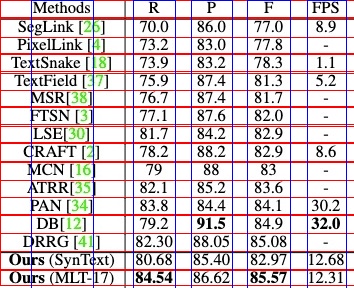 Methods R P F FPS
SegLink [26] 70.0 86.0 77.0 8.9
PixelLink [4] 73.2 83.0 77.8 -
TextSnake [18] 73.9 83.2 78.3 1.1
TextField [37] 75.9 87.4 81.3 5.2
MSR[38] 76.7 87.4 81.7 -
FTSN [3] 77.1 87.6 82.0 -
LSE[30] 81.7 84.2 82.9 -
CRAFT [2] 78.2 88.2 82.9 8.6
MCN [16] 79 88 83 -
ATRR[35] 82.1 85.2 83.6 -
PAN [34] 83.8 84.4 84.1 30.2
DB[12] 79.2 91.5 84.9 32.0
DRRG [41] 82.30 88.05 85.08 -
Ours (SynText) 80.68 85.40 82.97 12.68
Ours (MLT-17) 84.54 86.62 85.57 12.31